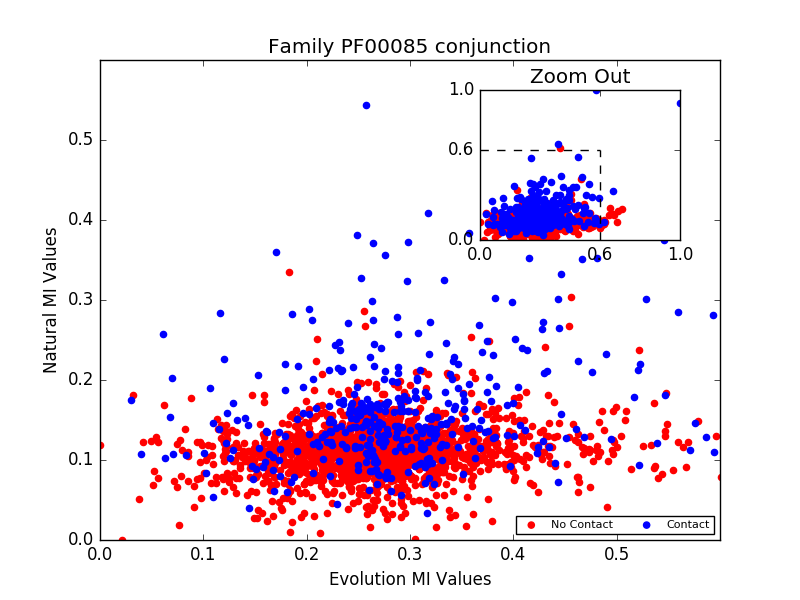 Family PF00085 conjunction
Zoom Out
1.0
0.6
0.0
0.0 0.6 1.0
0.5
0.4
0.3
0.2
0.1
0.0
Natural MI Values
No Contact Contact
0.0 0.1 0.2 0.3 0.4 0.5
Evolution MI Values